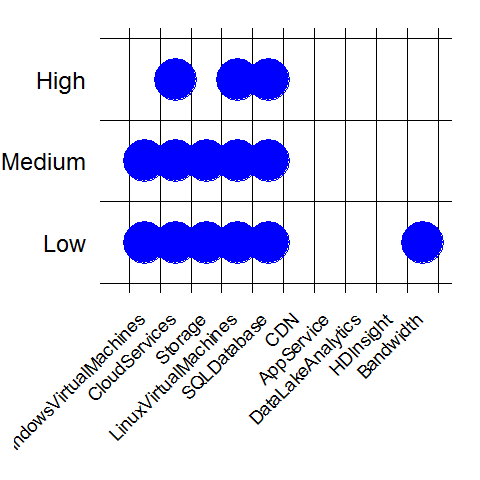 High
Medium
Low
ndowsVirtualMachines
CloudServices
Storage
LinuxVirtualMachines
SQLDatabase
CDN
AppService
DataLakeAnalytics
HDInsight
Bandwidth